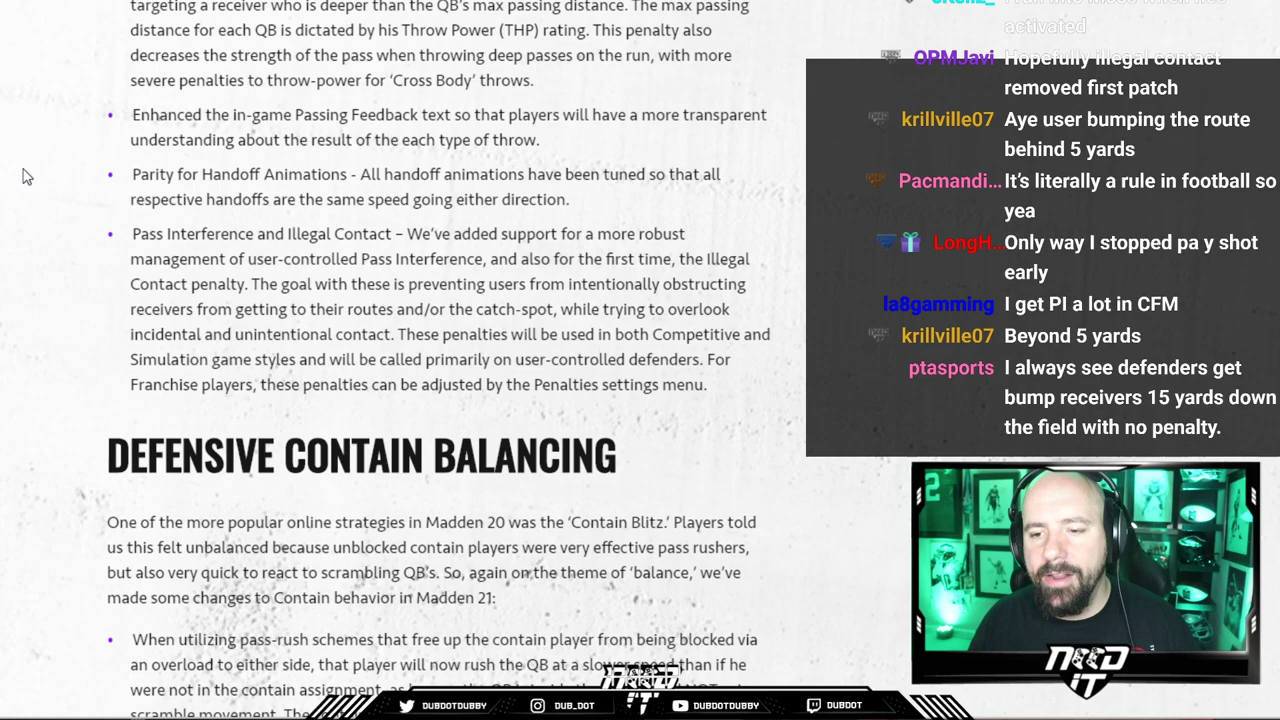 targeting a receiver who is deeper than the QB's max passing distance. The max passing
distance for each QB is dictated by his Throw Power (THP) rating. This penalty also
decreases the strength of the pass when throwing deep passes on the run, with more
severe penalties to throw-power for 'Cross Body' throws.
• Enhanced the in-game Passing Feedback text so that players will have a more transparent
understanding about the result of the each type of throw.
• Parity for Handoff Animations - All handoff animations have been tuned so that all
respective handoffs are the same speed going either direction.
• Pass Interference and Illegal Contact – We've added support for a more robust
management of user-controlled Pass Interference, and also for the first time, the Illegal
Contact penalty. The goal with these is preventing users from intentionally obstructing
receivers from getting to their routes and/or the catch-spot, while trying to overlook
incidental and unintentional contact. These penalties will be used in both Competitive and
Simulation game styles and will be called primarily on user-controlled defenders. For
Franchise players, these penalties can be adjusted by the Penalties settings menu.
DEFENSIVE CONTAIN BALANCING
One of the more popular online strategies in Madden 20 was the 'Contain Blitz.' Players told
us this felt unbalanced because unblocked contain players were very effective pass rushers,
but also very quick to react to scrambling QB's. So, again on the theme of 'balance,' we've
made some changes to Contain behavior in Madden 21:
• When utilizing pass-rush schemes that free up the contain player from being blocked via
an overload to either side, that player will now rush the QB at a slower speed than if he
were not in the contain assignment,
scramble movement. The
activated
OPMJavi Hopefully illegal contact
removed first patch
krillville07 Aye user bumping the route
behind 5 yards
Pacmandi... It's literally a rule in football so
yea
LongH... Only way I stopped pa y shot
early
la8gamming I get PI a lot in CFM
krillville07 Beyond 5 yards
ptasports I always see defenders get
bump receivers 15 yards down
the field with no penalty.
NEED
IT
DUBDOTDUBBY
DUB_DOT
DUBDOTDUBBY
DUBDOT